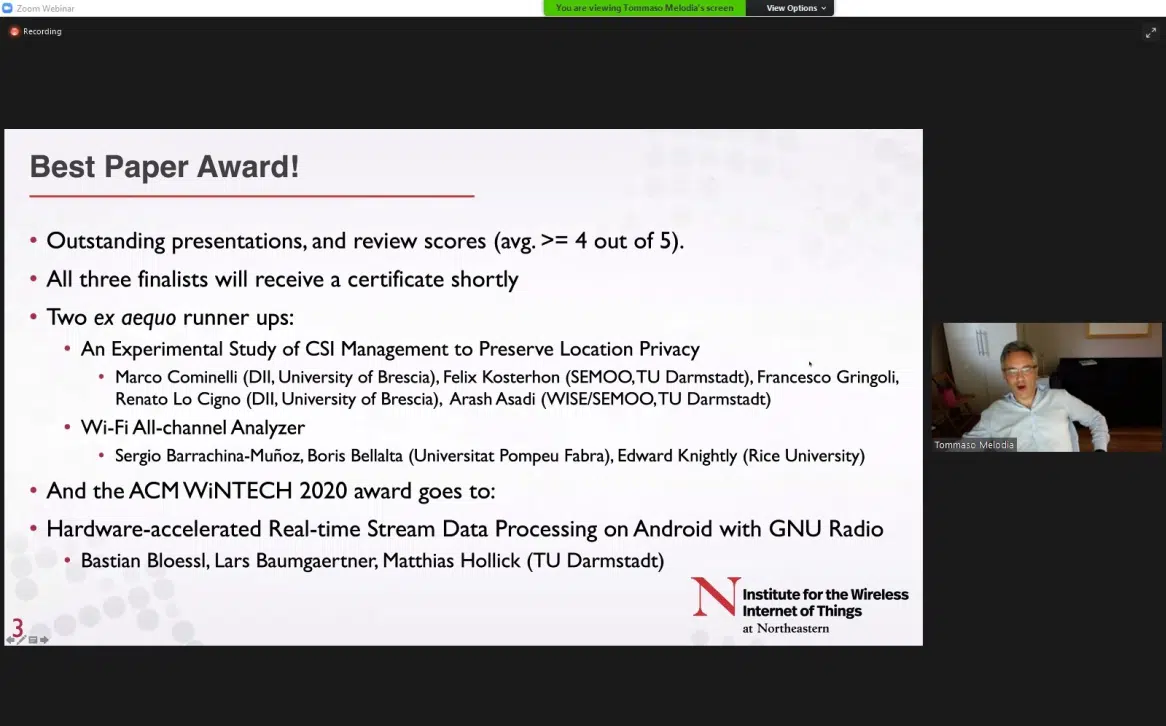 Zoom Webinar
You are viewing Tommaso Melodia's screen
View Options
Recording
Best Paper Award!
• Outstanding presentations, and review scores (avg. >= 4 out of 5).
• All three finalists will receive a certificate shortly
• Two ex aequo runner ups:
• An Experimental Study of CSI Management to Preserve Location Privacy
• Marco Cominelli (DII, University of Brescia), Felix Kosterhon (SEMOO, TU Darmstadt), Francesco Gringoli,
Renato Lo Cigno (DII, University of Brescia), Arash Asadi (WISE/SEMOO, TU Darmstadt)
• Wi-Fi All-channel Analyzer
• Sergio Barrachina-Muñoz, Boris Bellalta (Universitat Pompeu Fabra), Edward Knightly (Rice University)
• And the ACM WiNTECH 2020 award goes to:
• Hardware-accelerated Real-time Stream Data Processing on Android with GNU Radio
• Bastian Bloessl, Lars Baumgaertner, Matthias Hollick (TU Darmstadt)
N
Institute for the Wireless
Internet of Things
at Northeastern
3
Tommaso Melodia